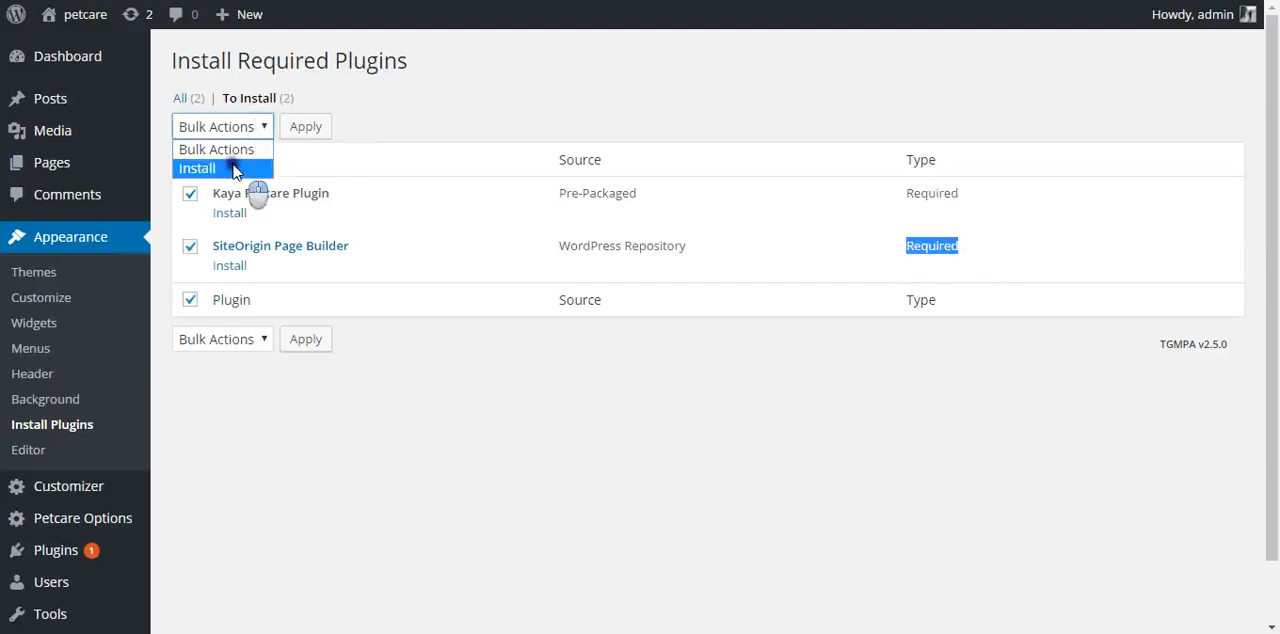 petcare 2 0 New Howdy, admin
Dashboard
Posts
Media
Pages
Comments
Appearance
Themes
Customize
Widgets
Menus
Header
Background
Install Plugins
Editor
Customizer
Petcare Options
Plugins 1
Users
Tools
Install Required Plugins
All (2) | To Install (2)
Bulk Actions Apply
Bulk Actions
Install
Source Type
Kaya Plugin Pre-Packaged Required
Install
SiteOrigin Page Builder WordPress Repository Required
Install
Plugin Source Type
Bulk Actions Apply
TGMPA v2.5.0